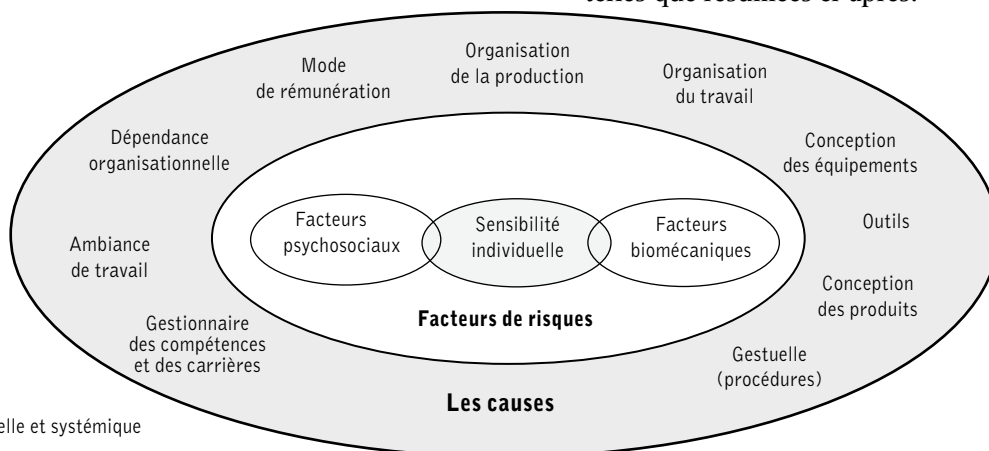 telles que résumées ci-après.
Organisation
de la production
Mode
de rémunération
Organisation
du travail
Dépendance
organisationnelle
Conception
des équipements
Facteurs
psychosociaux
Sensibilité
individuelle
Facteurs
biomécaniques
Outils
Ambiance
de travail
Conception
des produits
Facteurs de risques
Gestionnaire
des compétences
et des carrières
Gestuelle
(procédures)
Les causes
elle et systémique